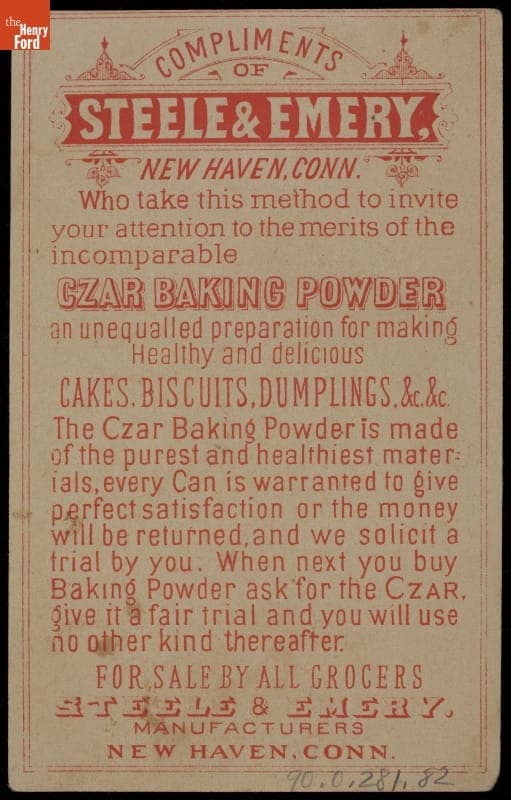 the
Henry
Ford
COMPLIMENTS
OF
STEELE & EMERY,
NEW HAVEN, CONN.
Who take this method to invite
your attention to the merits of the
incomparable
CZAR BAKING POWDER
an unequalled preparation for making
Healthy and delicious
CAKES, BISCUITS, DUMPLINGS, &c. &c.
The Czar Baking Powder is made
of the purest and healthiest mater-
ials, every Can is warranted to give
perfect satisfaction or the money
will be returned, and we solicit a
trial by you. When next you buy
Baking Powder ask for the CZAR,
give it a fair trial and you will use
no other kind thereafter.
FOR SALE BY ALL GROCERS
STEELE & EMERY,
MANUFACTURERS
NEW HAVEN, CONN.
90.0.281.82